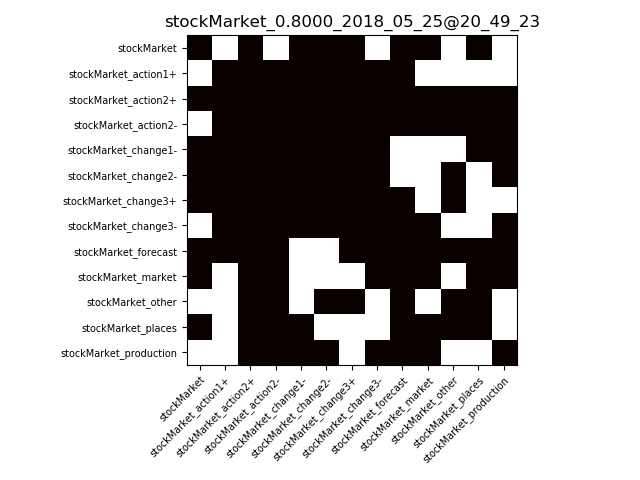 stockMarket_0.8000_2018_05_25@20_49_23
stockMarket
stockMarket_action1+
stockMarket_action2+
stockMarket_action2-
stockMarket_change1-
stockMarket_change2-
stockMarket_change3+
stockMarket_change3-
stockMarket_forecast
stockMarket_market
stockMarket_other
stockMarket_places
stockMarket_production
stockMarket
stockMarket_action1+
stockMarket_action2+
stockMarket_action2-
stockMarket_change1-
stockMarket_change2-
stockMarket_change3+
stockMarket_change3-
stockMarket_forecast
stockMarket_market
stockMarket_other
stockMarket_places
stockMarket_production